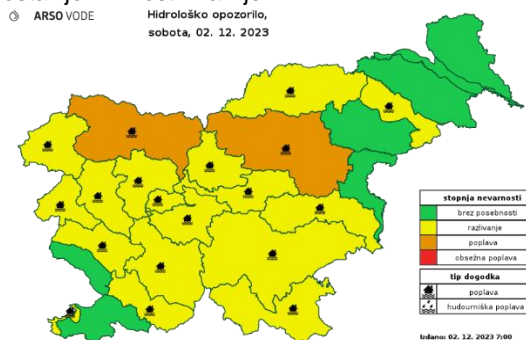 ARSO VODE
Hidrološko opozorilo,
sobota, 02. 12. 2023
stopnja nevarnosti
brez posebnosti
razlivanje
poplava
obsežna poplava
tip dogodka
poplava
hudourniška poplava
Izdano: 02. 12. 2023 7:00